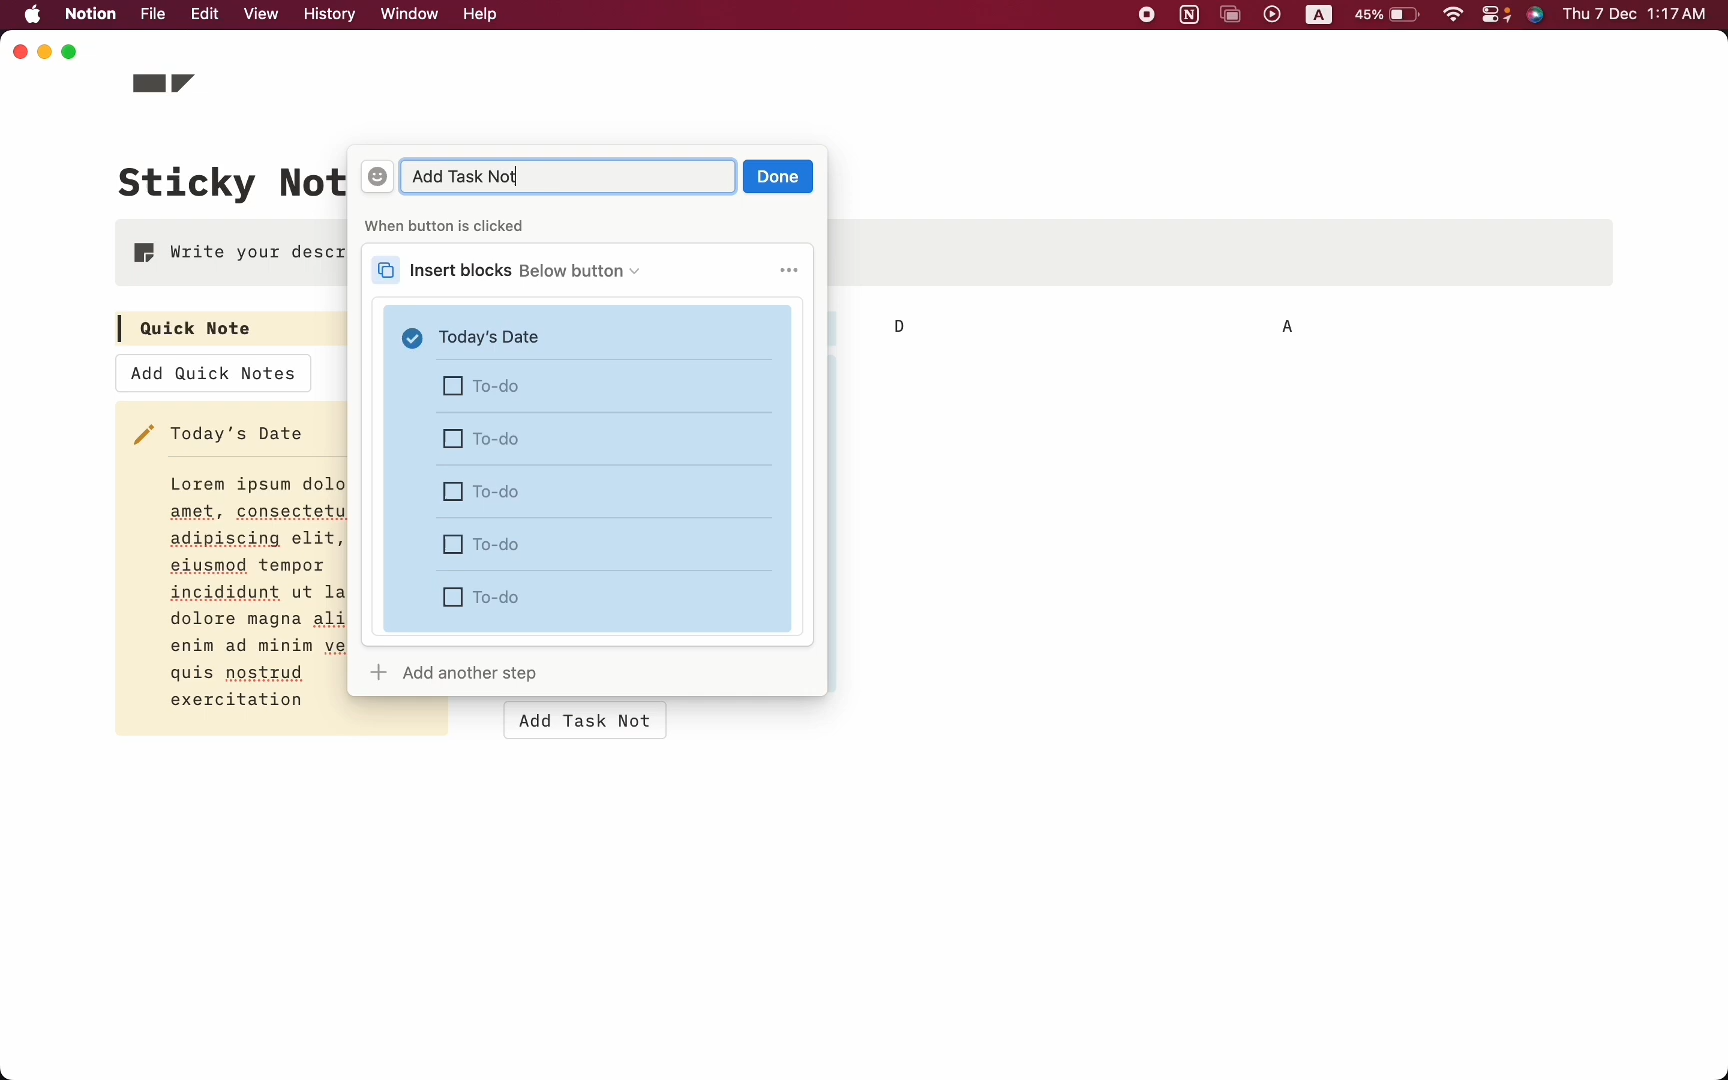 Notion File Edit View History Window Help
A 45% Thu 7 Dec 1:17 AM
Sticky Not
Write your descr
Quick Note
Add Quick Notes
Today's Date
Lorem ipsum dolo
amet, consectetu
adipiscing elit,
eiusmod tempor
incididunt ut la
dolore magna ali
enim ad minim ve
quis nostrud
exercitation
Add Task Not
Done
When button is clicked
Insert blocks Below button
Today's Date
To-do
To-do
To-do
To-do
To-do
Add another step
Add Task Not
D
A